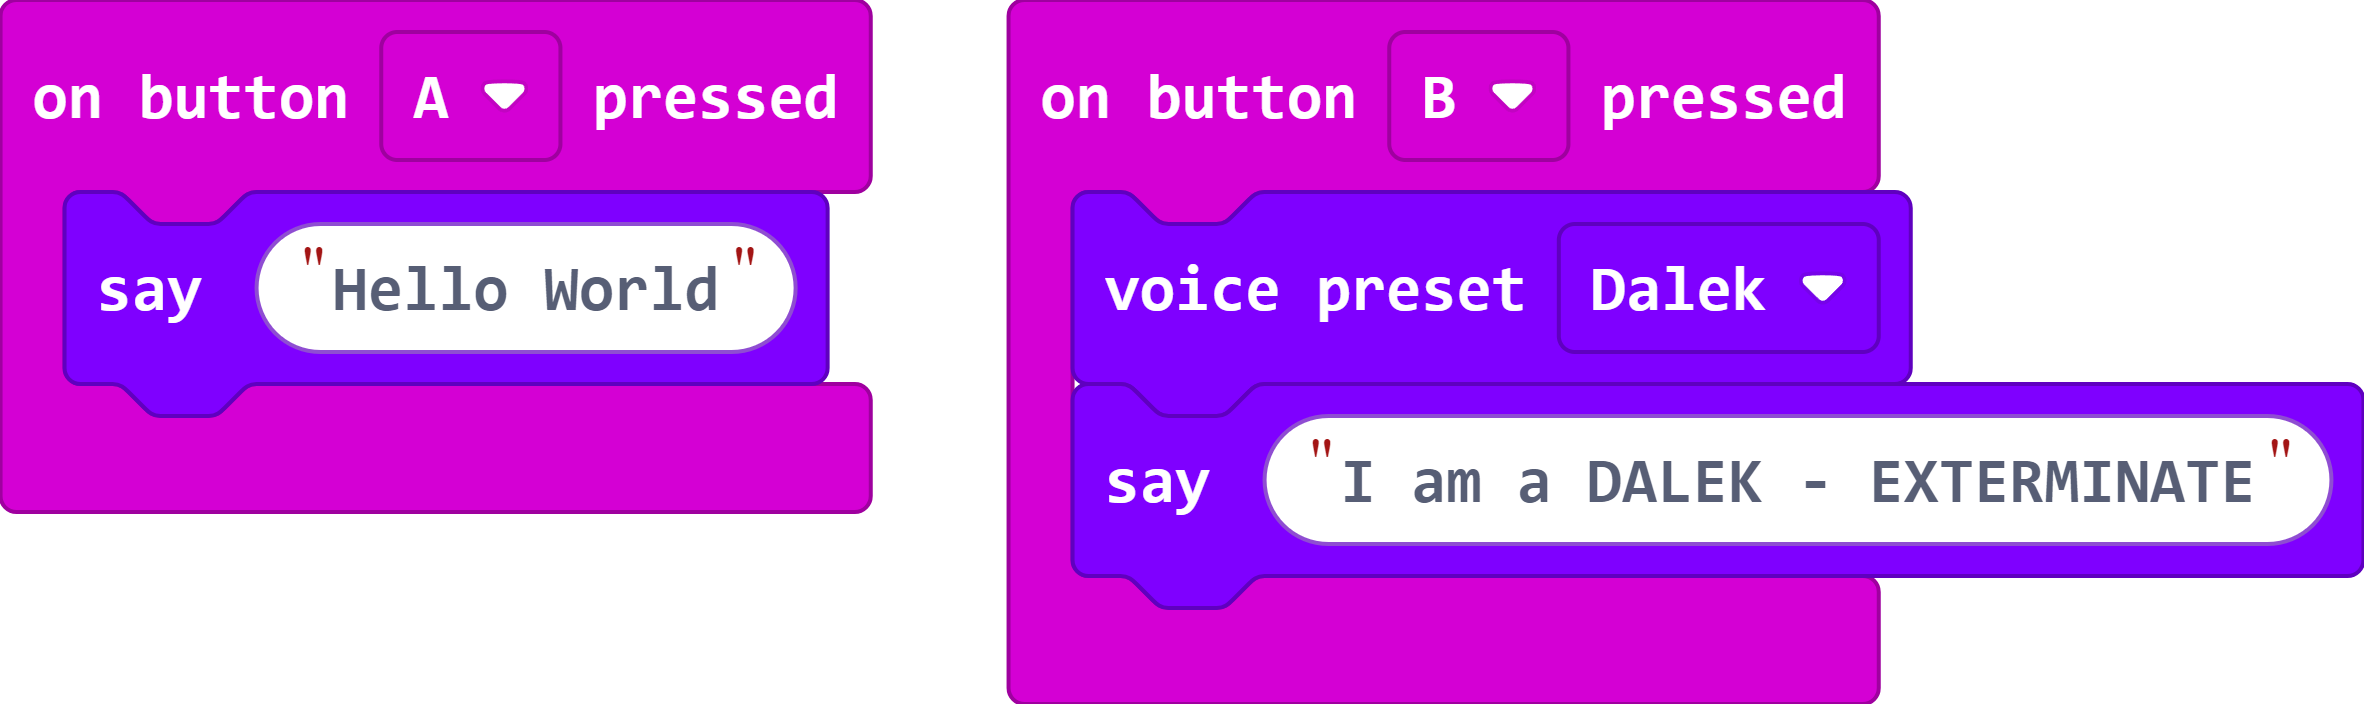 on button A pressed
say "Hello World"
on button B pressed
voice preset Dalek
say "I am a DALEK - EXTERMINATE"